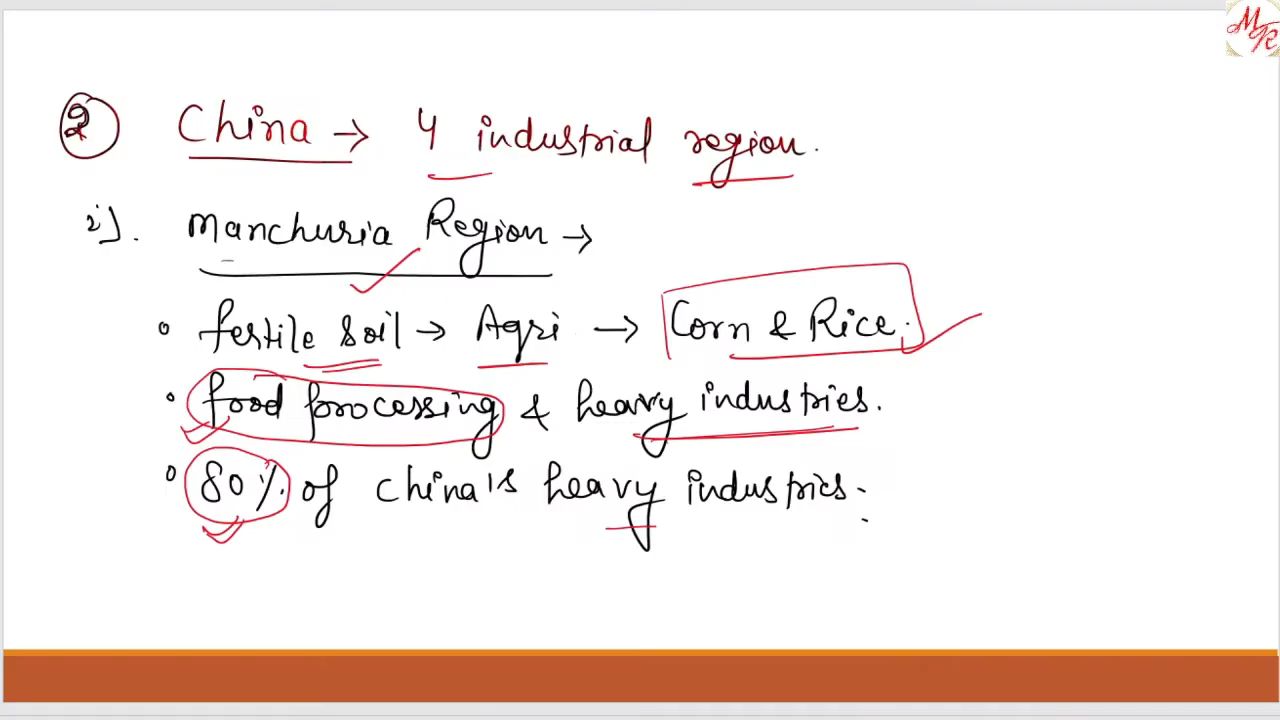 MR
2 China → 4 industrial region.
i). Manchuria Region →
fertile soil → Agri → Corn & Rice.
food processing & heavy industries.
80% of China's heavy industries.